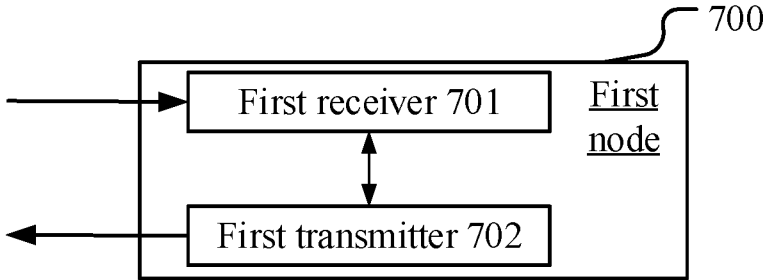 700
First receiver 701
First
node
First transmitter 702